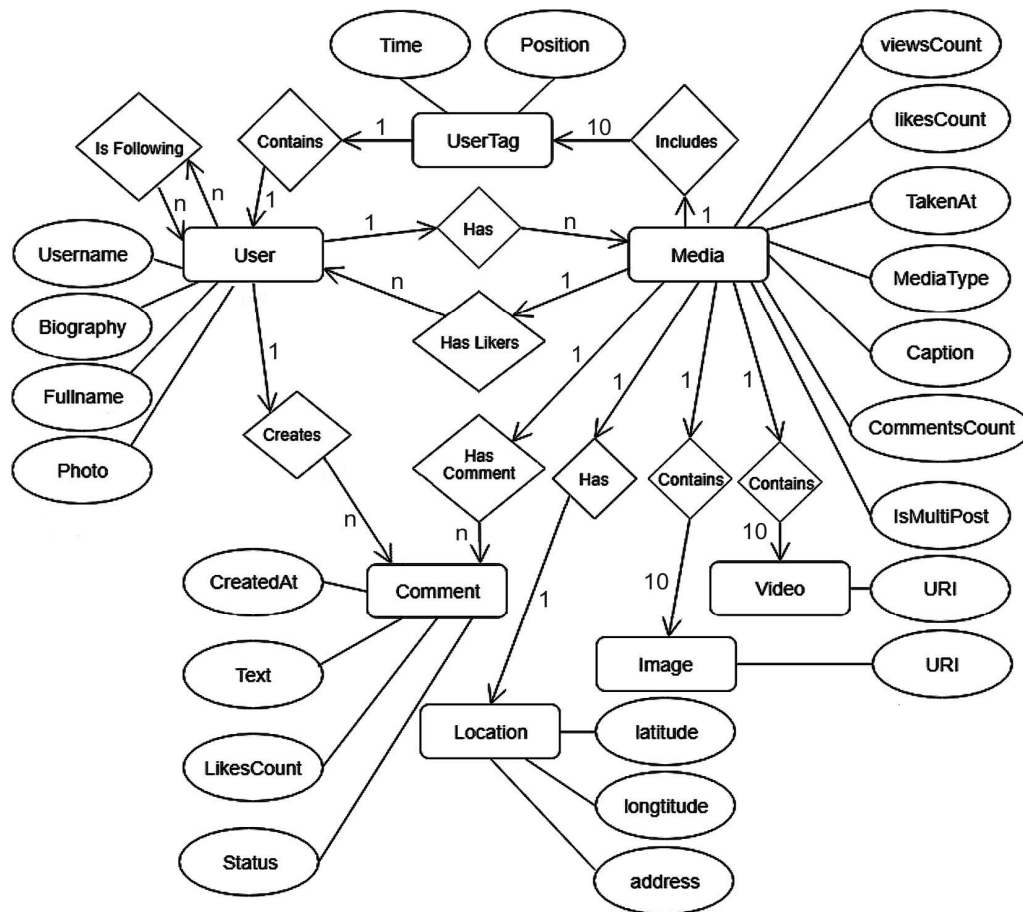 Time
Position
viewsCount
likesCount
Contains
1
UserTag
10
Includes
Is Following
n
n
1
1
TakenAt
Username
User
1
Has
n
Media
MediaType
Biography
n
1
Has Likers
Caption
Fullname
1
1
1
1
1
CommentsCount
Photo
Creates
Has
Comment
Has
Contains
Contains
IsMultiPost
n
n
10
CreatedAt
Comment
1
10
Video
URI
Text
Image
URI
LikesCount
Location
latitude
longtitude
Status
address